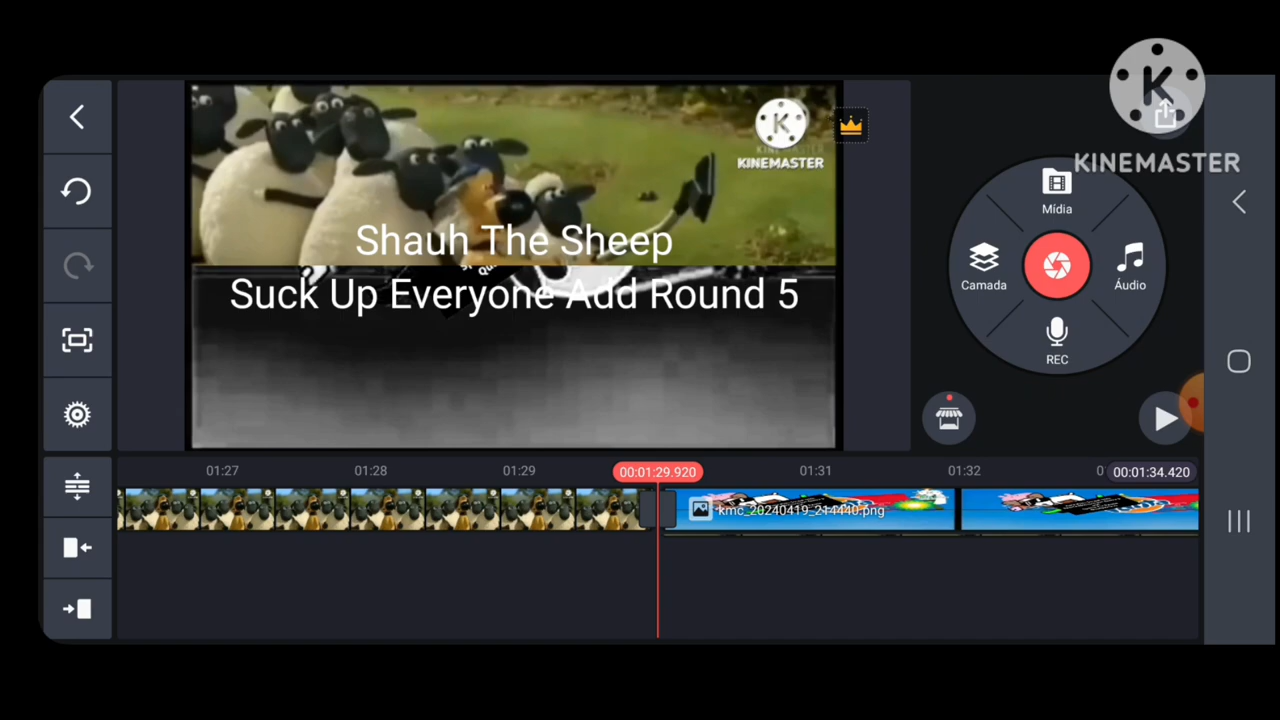 KINEMASTER
KINEMASTER
Shauh The Sheep
Suck Up Everyone Add Round 5
Mídia
Camada
Áudio
REC
01:27
01:28
01:29
00:01:29.920
01:31
01:32
00:01:34.420
kmc_20240419_214440.png